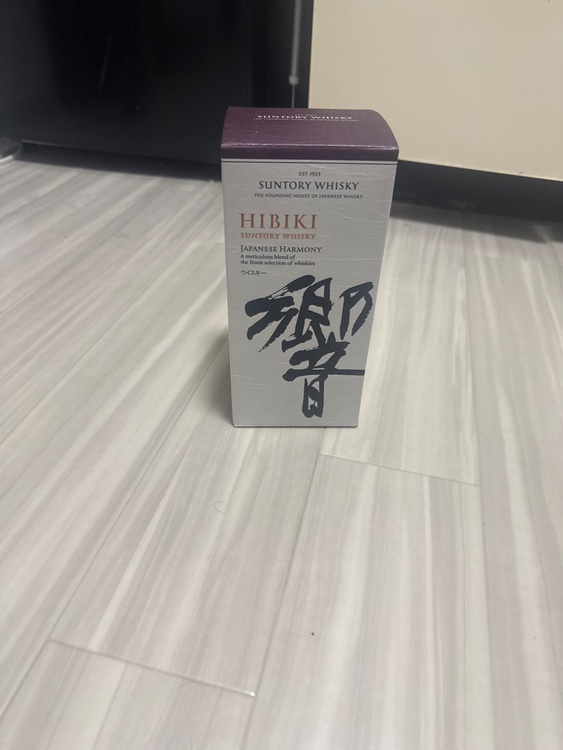 SUNTORY WHISKY
EST 1923
SUNTORY WHISKY
THE FOUNDING HOUSE OF JAPANESE WHISKY
HIBIKI
SUNTORY WHISKY
JAPANESE HARMONY
A meticulous blend of
the finest selection of whiskies
ウイスキー
響